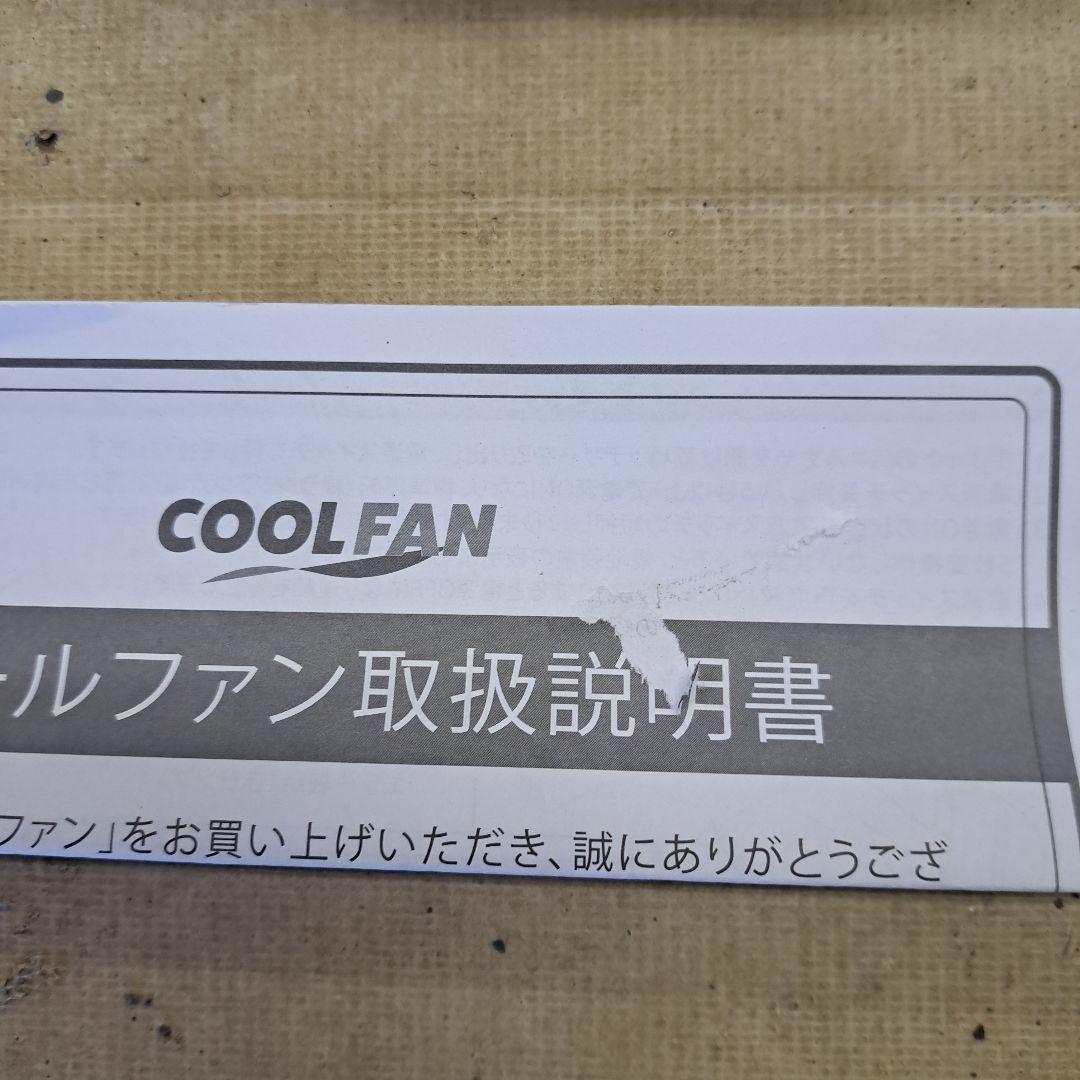 COOLFAN
ールファン取扱説明書
ファン」をお買い上げいただき、誠にありがとうござ